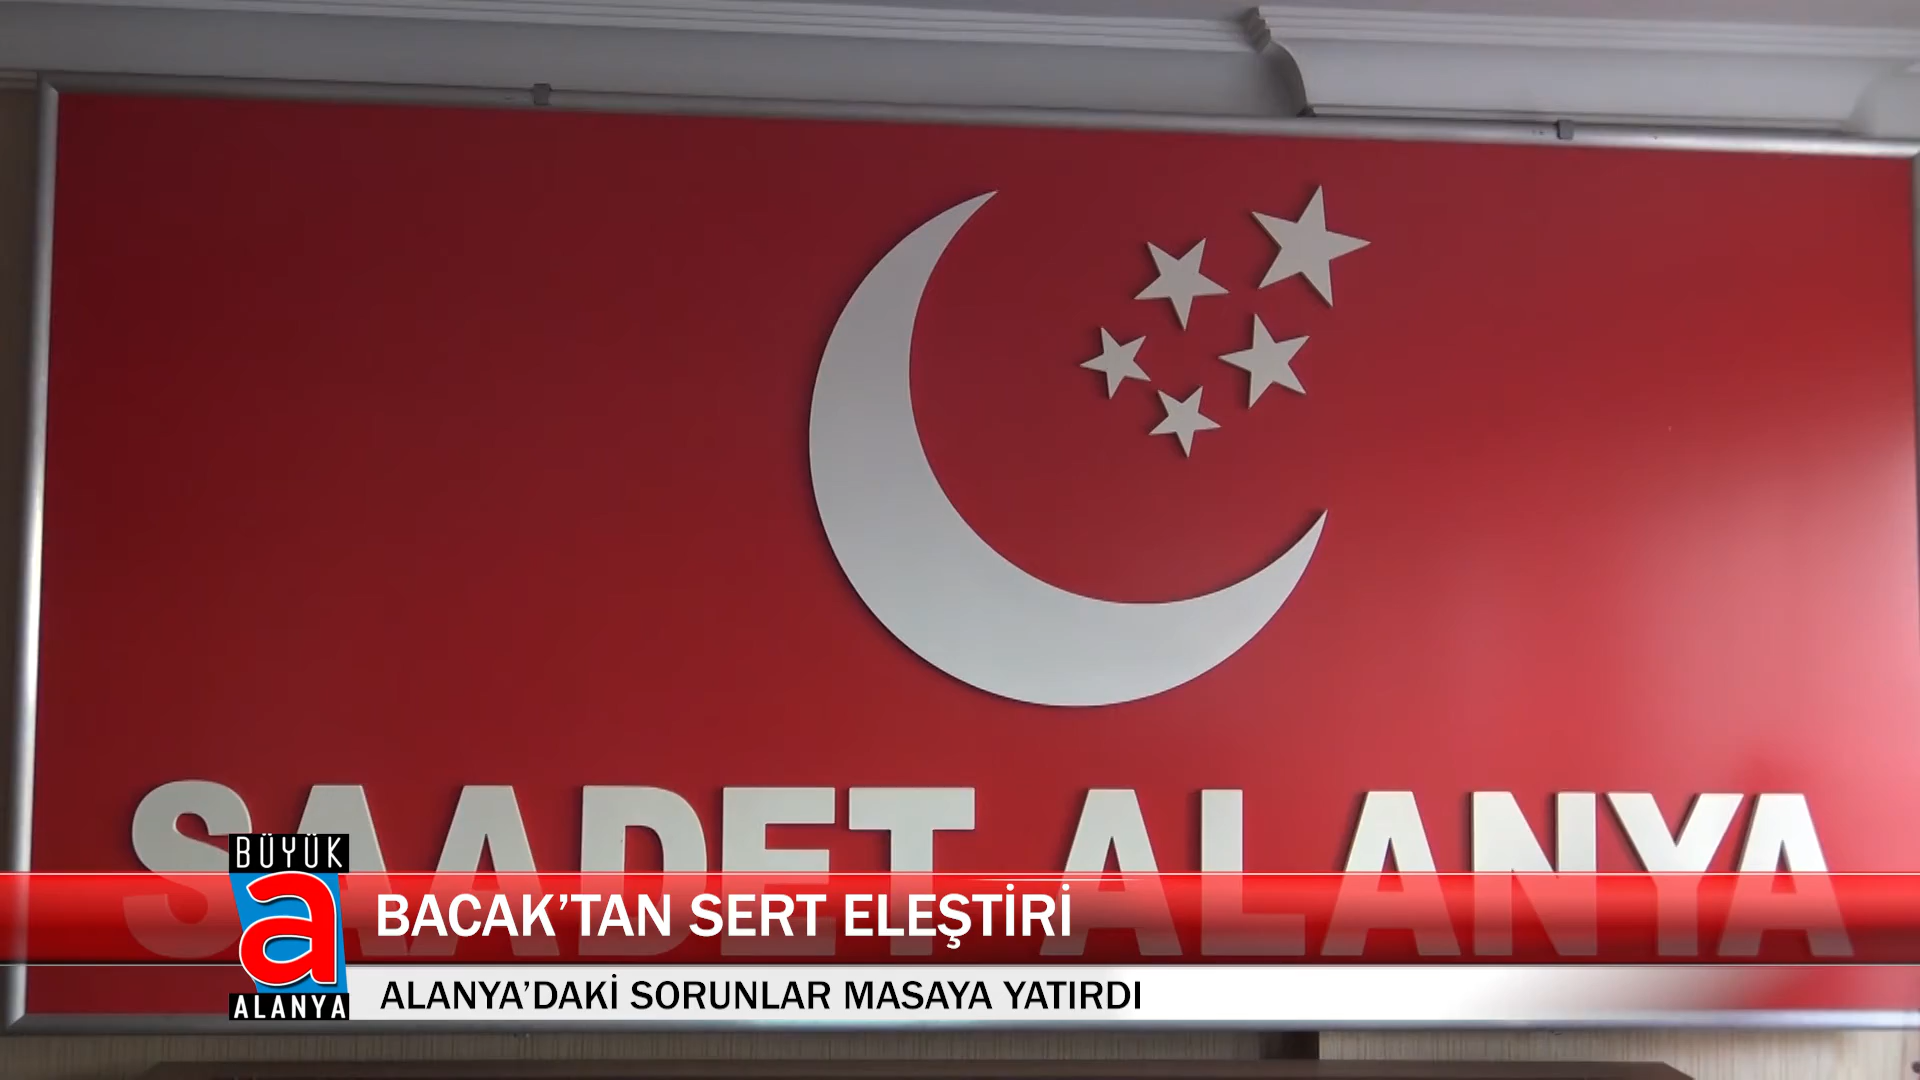 SAADET ALANYA
BÜYÜK
a
ALANYA
BACAK’TAN SERT ELEŞTİRİ
ALANYA’DAKİ SORUNLAR MASAYA YATIRDI